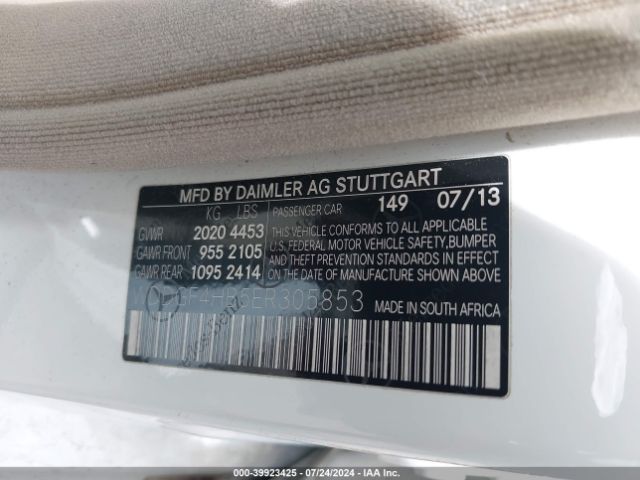 MFD BY DAIMLER AG STUTTGART
KG LBS PASSENGER CAR 149 07/13
GVWR 2020 4453
GAWR FRONT 955 2105
GAWR REAR 1095 2414
THIS VEHICLE CONFORMS TO ALL APPLICABLE
U.S. FEDERAL MOTOR VEHICLE SAFETY,BUMPER
AND THEFT PREVENTION STANDARDS IN EFFECT
ON THE DATE OF MANUFACTURE SHOWN ABOVE.
MADE IN SOUTH AFRICA
000-39923425 - 07/24/2024 - IAA Inc.